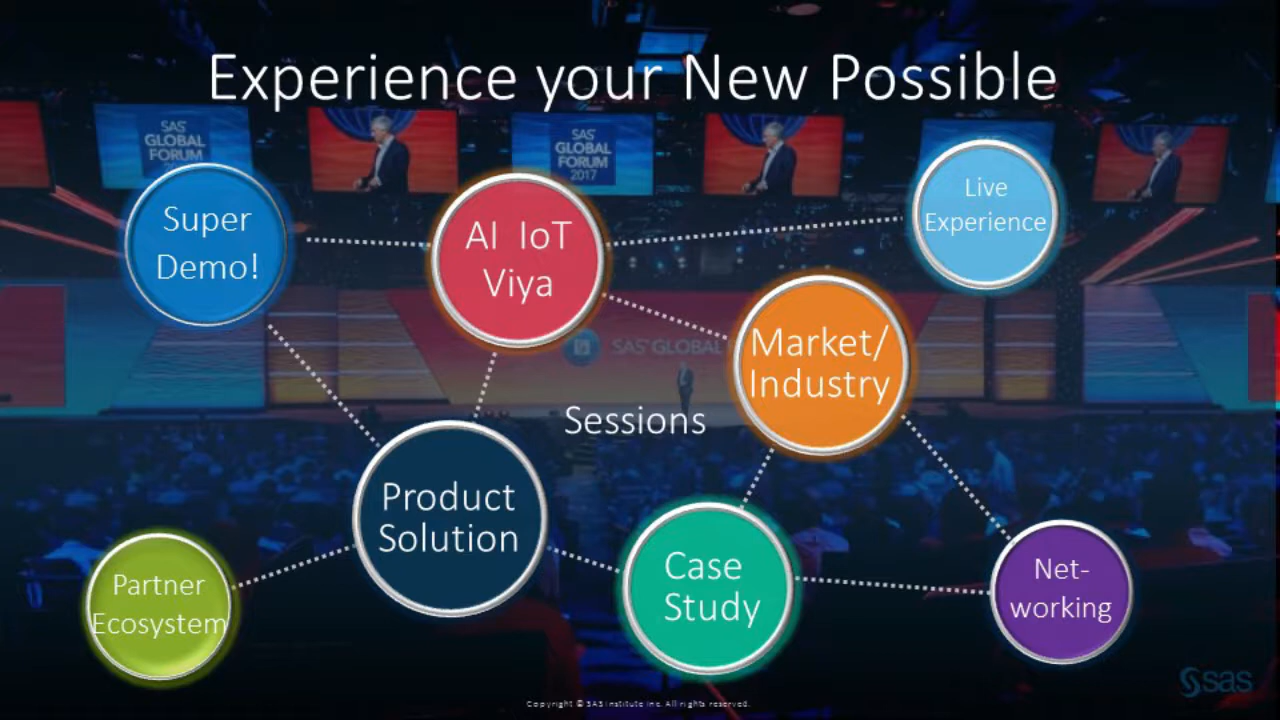 Experience your New Possible
SAS
GLOBAL
FORUM
SAS
GLOBAL
FORUM
2017
Live
Experience
Super
Demo!
AI IoT
Viya
Market/
Industry
SAS GLOBAL
Sessions
Product
Solution
Case
Study
Net-
working
Partner
Ecosystem
sas
Copyright © SAS Institute Inc. All rights reserved.